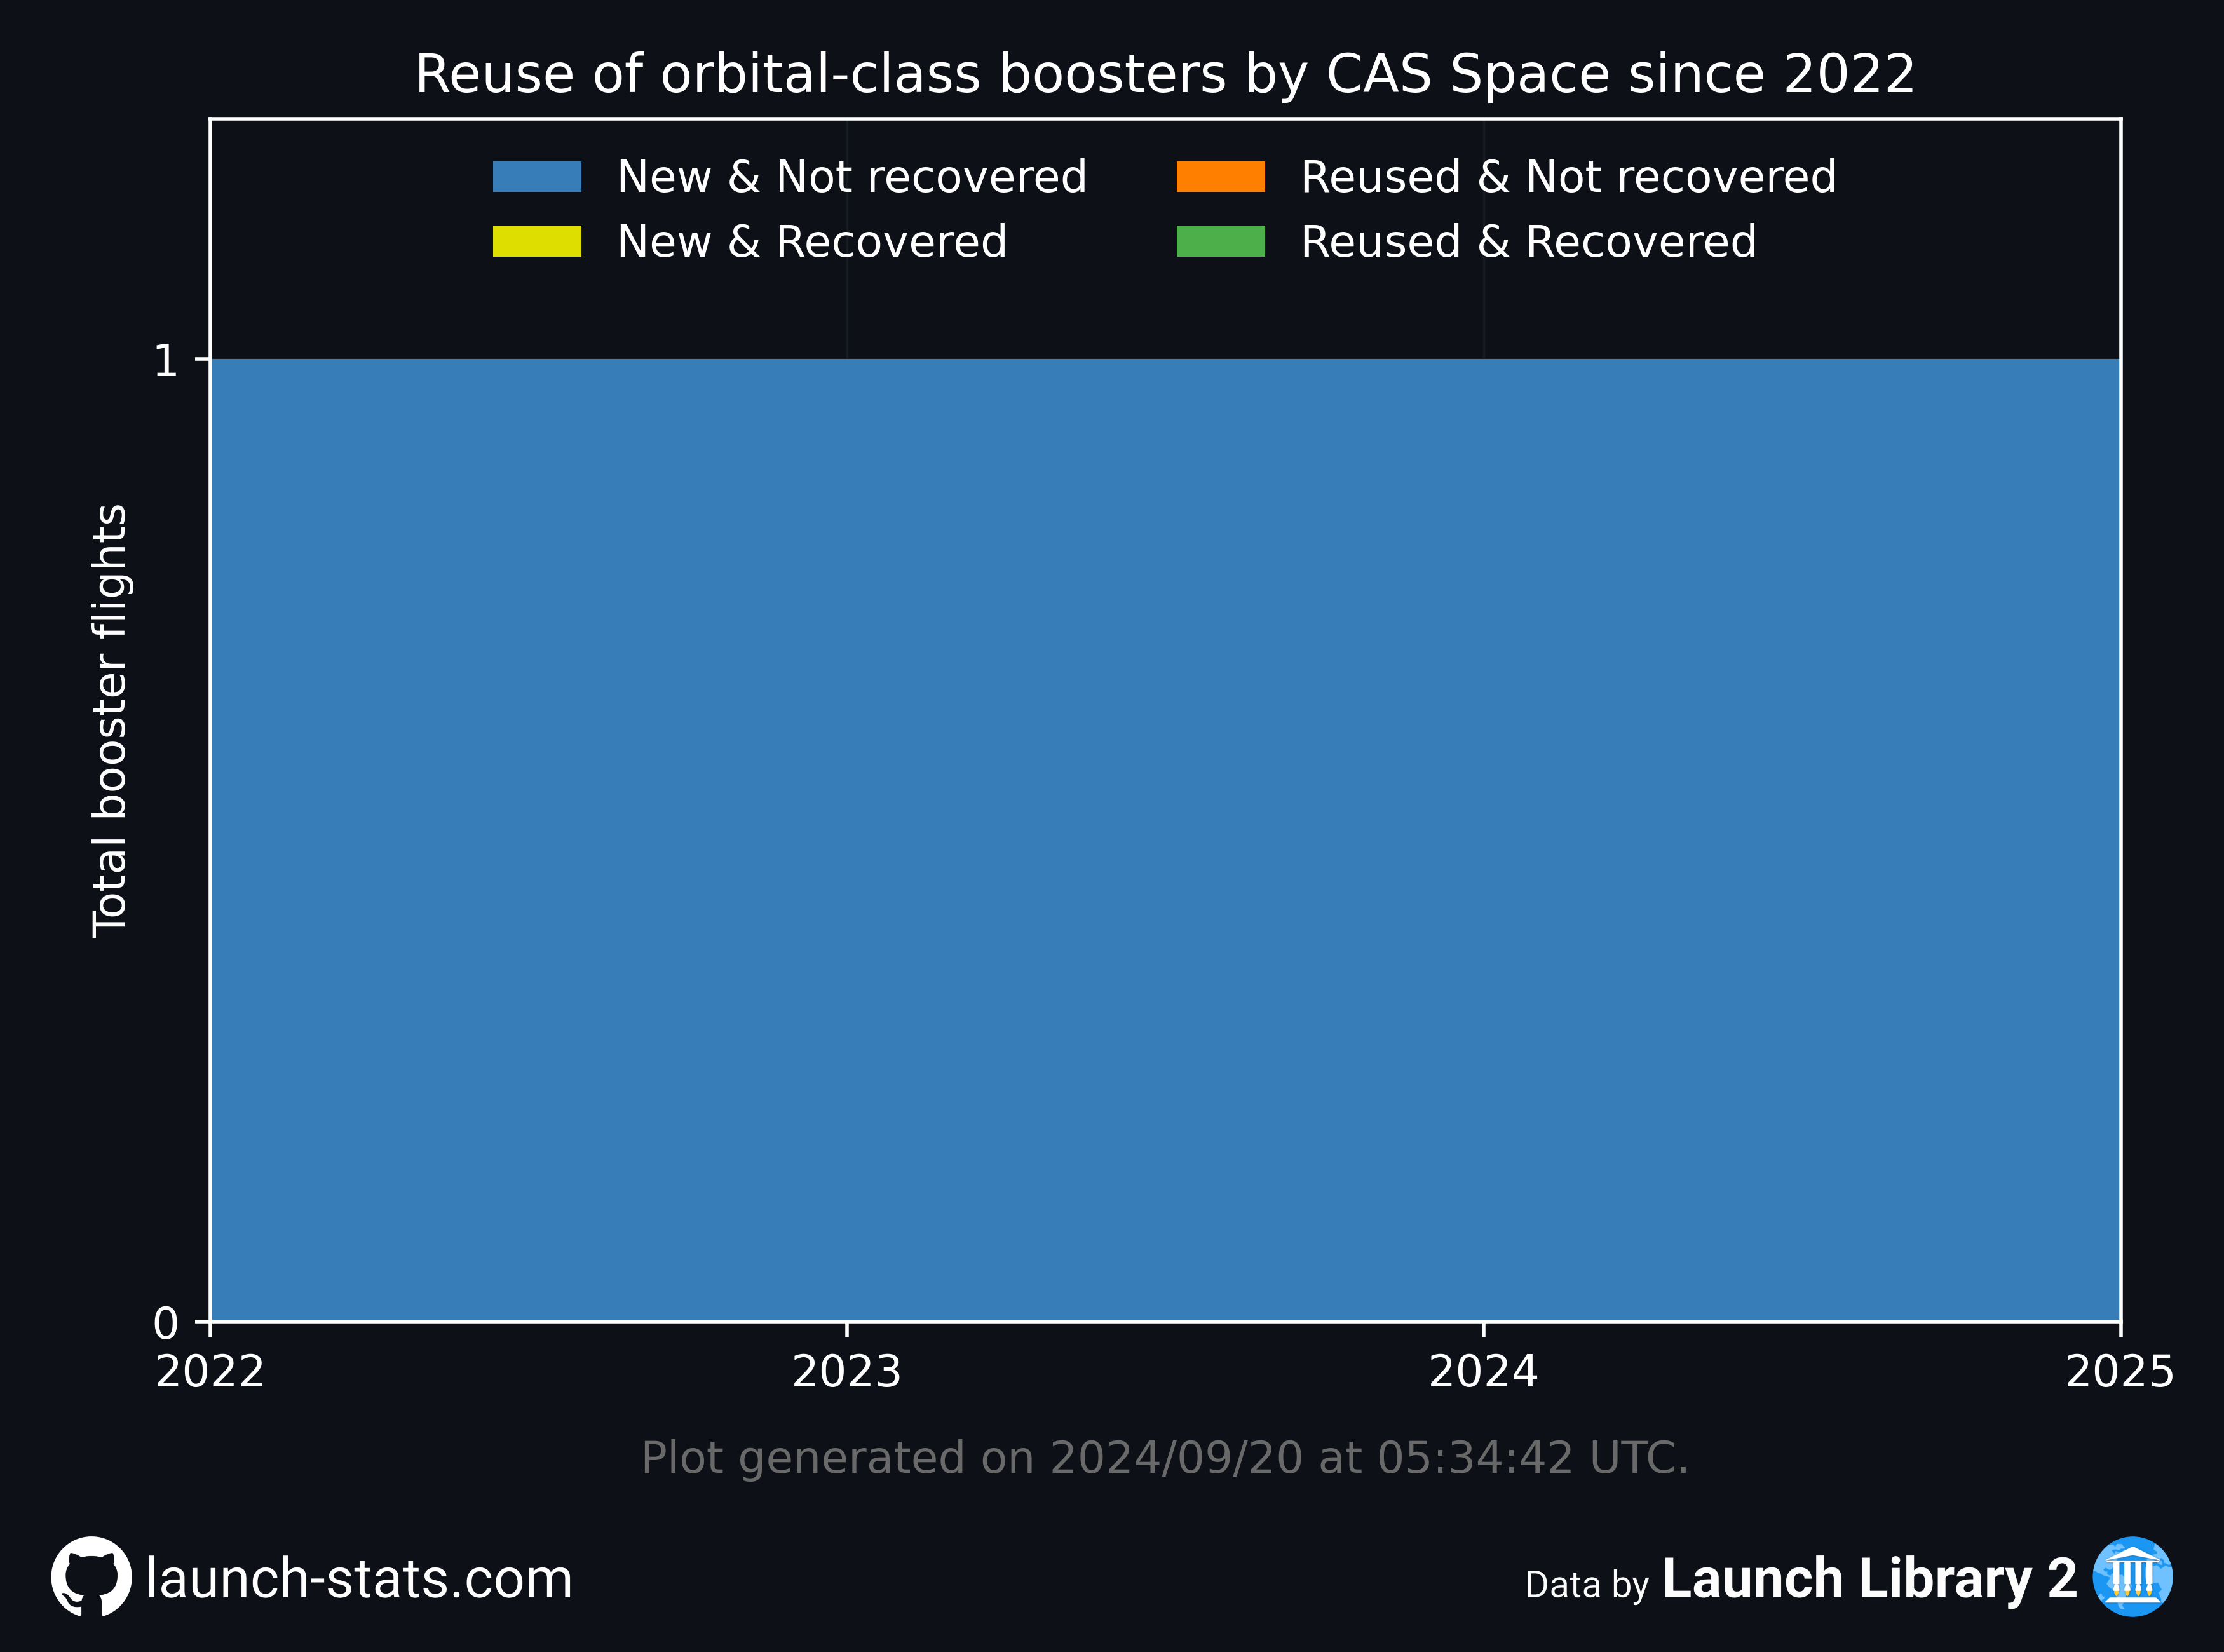 Reuse of orbital-class boosters by CAS Space since 2022
New & Not recovered
New & Recovered
Reused & Not recovered
Reused & Recovered
Total booster flights
1
0
2022 2023 2024 2025
Plot generated on 2024/09/20 at 05:34:42 UTC.
launch-stats.com
Data by Launch Library 2